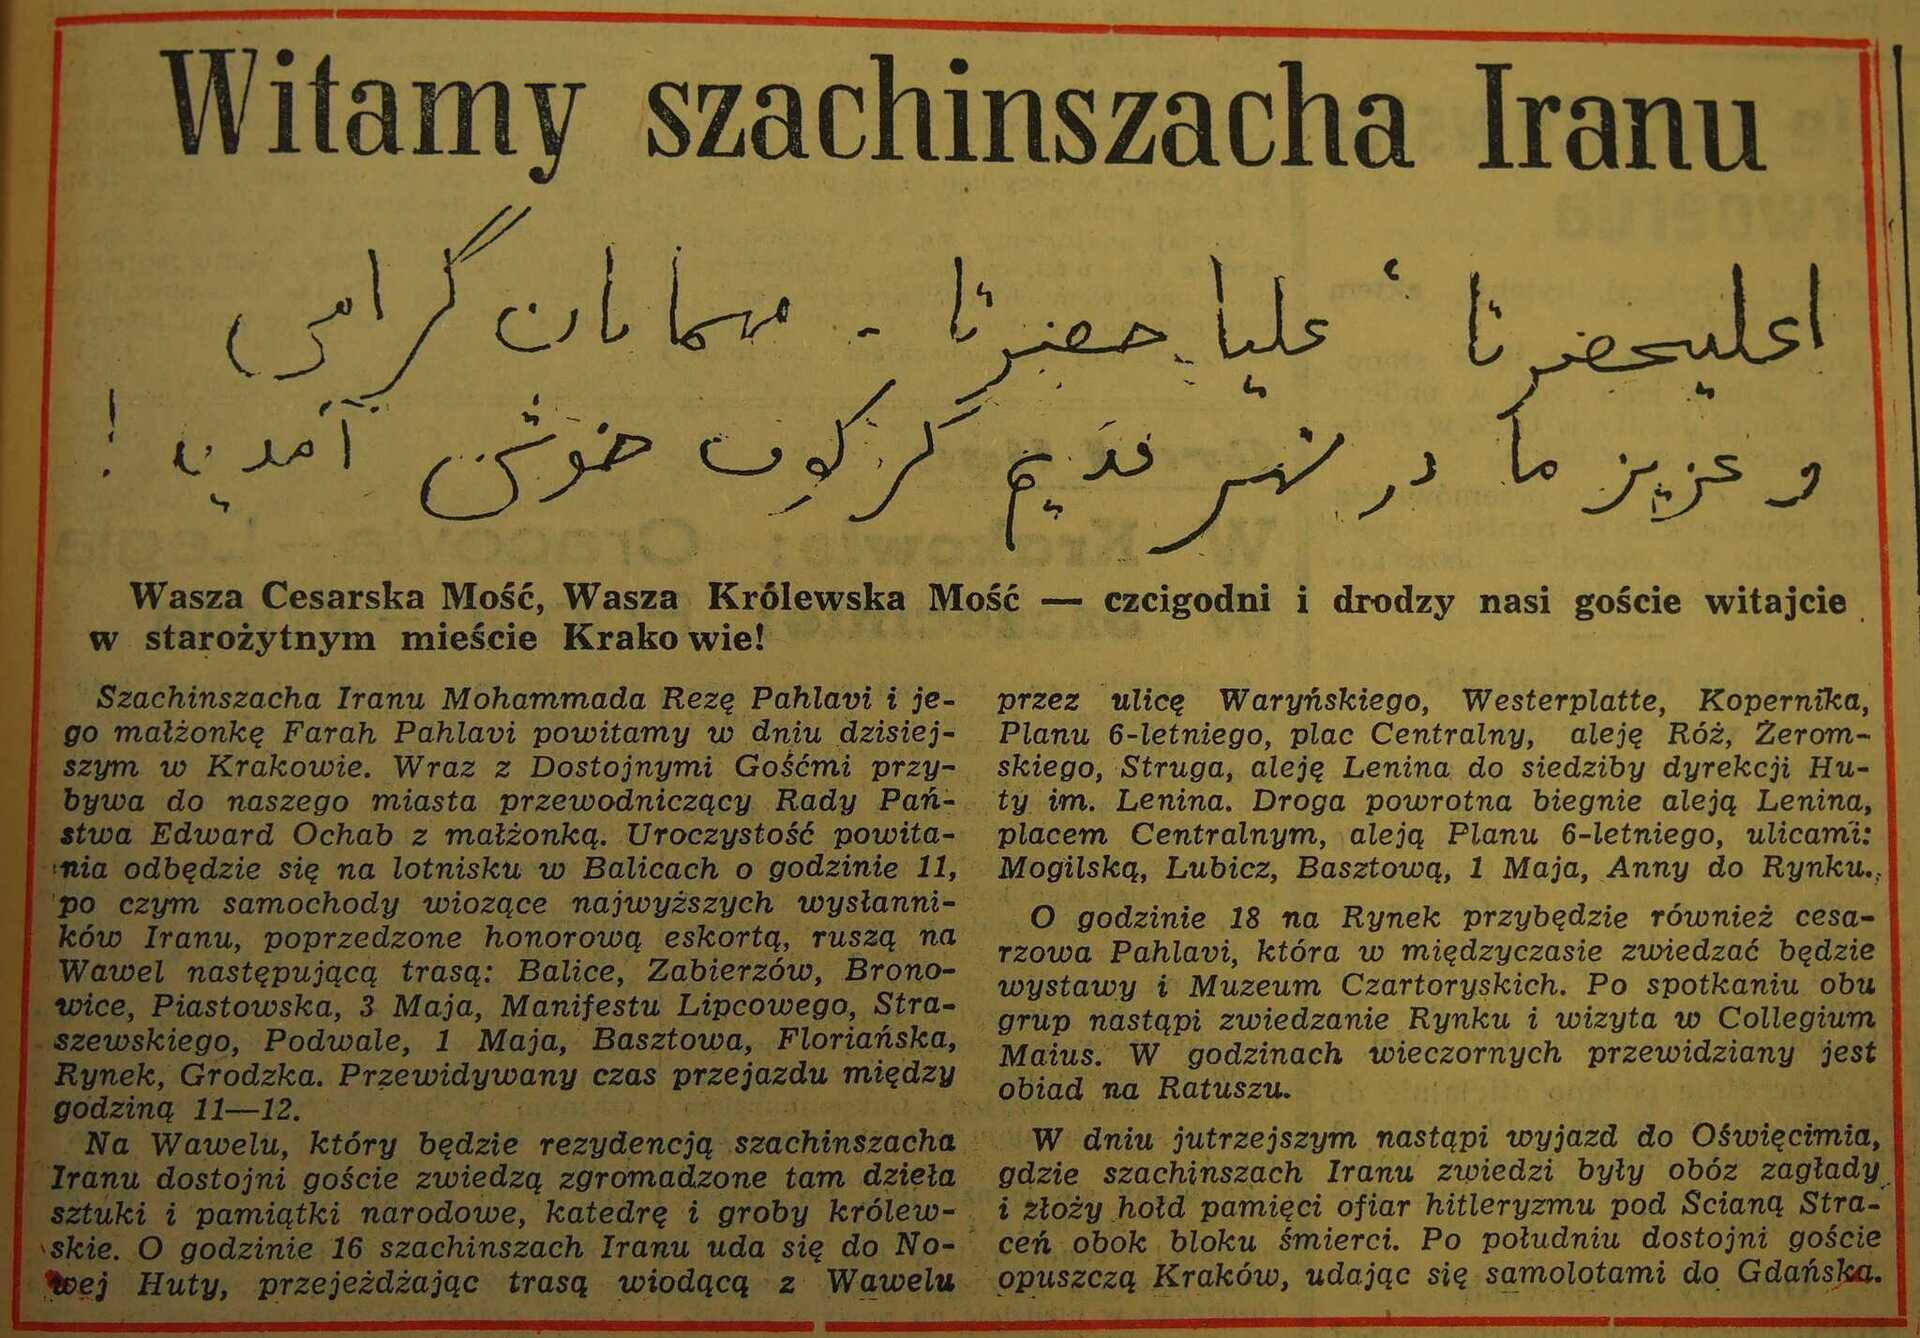 Witamy szachinszacha Iranu
اعلیحضرتا ٬ علیا حضرتا - مهمانان گرامی
و عزیز ما در شهر قدیم کرکوف خوش آمدید !
Wasza Cesarska Mość, Wasza Królewska Mość — czcigodni i drodzy nasi goście witajcie
w starożytnym mieście Krakowie!
Szachinszacha Iranu Mohammada Rezę Pahlavi i je-
go małżonkę Farah Pahlavi powitamy w dniu dzisiej-
szym w Krakowie. Wraz z Dostojnymi Gośćmi przy-
bywa do naszego miasta przewodniczący Rady Pań-
stwa Edward Ochab z małżonką. Uroczystość powita-
nia odbędzie się na lotnisku w Balicach o godzinie 11,
po czym samochody wiozące najwyższych wysłanni-
ków Iranu, poprzedzone honorową eskortą, ruszą na
Wawel następującą trasą: Balice, Zabierzów, Brono-
wice, Piastowska, 3 Maja, Manifestu Lipcowego, Stra-
szewskiego, Podwale, 1 Maja, Basztowa, Floriańska,
Rynek, Grodzka. Przewidywany czas przejazdu między
godziną 11—12.
Na Wawelu, który będzie rezydencją szachinszacha
Iranu dostojni goście zwiedzą zgromadzone tam dzieła
sztuki i pamiątki narodowe, katedrę i groby królew-
skie. O godzinie 16 szachinszach Iranu uda się do No-
wej Huty, przejeżdżając trasą wiodącą z Wawelu
przez ulicę Waryńskiego, Westerplatte, Kopernika,
Planu 6-letniego, plac Centralny, aleję Róż, Żerom-
skiego, Struga, aleję Lenina do siedziby dyrekcji Hu-
ty im. Lenina. Droga powrotna biegnie aleją Lenina,
placem Centralnym, aleją Planu 6-letniego, ulicami:
Mogilską, Lubicz, Basztową, 1 Maja, Anny do Rynku.
O godzinie 18 na Rynek przybędzie również cesa-
rzowa Pahlavi, która w międzyczasie zwiedzać będzie
wystawy i Muzeum Czartoryskich. Po spotkaniu obu
grup nastąpi zwiedzanie Rynku i wizyta w Collegium
Maius. W godzinach wieczornych przewidziany jest
obiad na Ratuszu.
W dniu jutrzejszym nastąpi wyjazd do Oświęcimia,
gdzie szachinszach Iranu zwiedzi były obóz zagłady
i złoży hołd pamięci ofiar hitleryzmu pod Scianą Stra-
ceń obok bloku śmierci. Po południu dostojni goście
opuszczą Kraków, udając się samolotami do Gdańska.